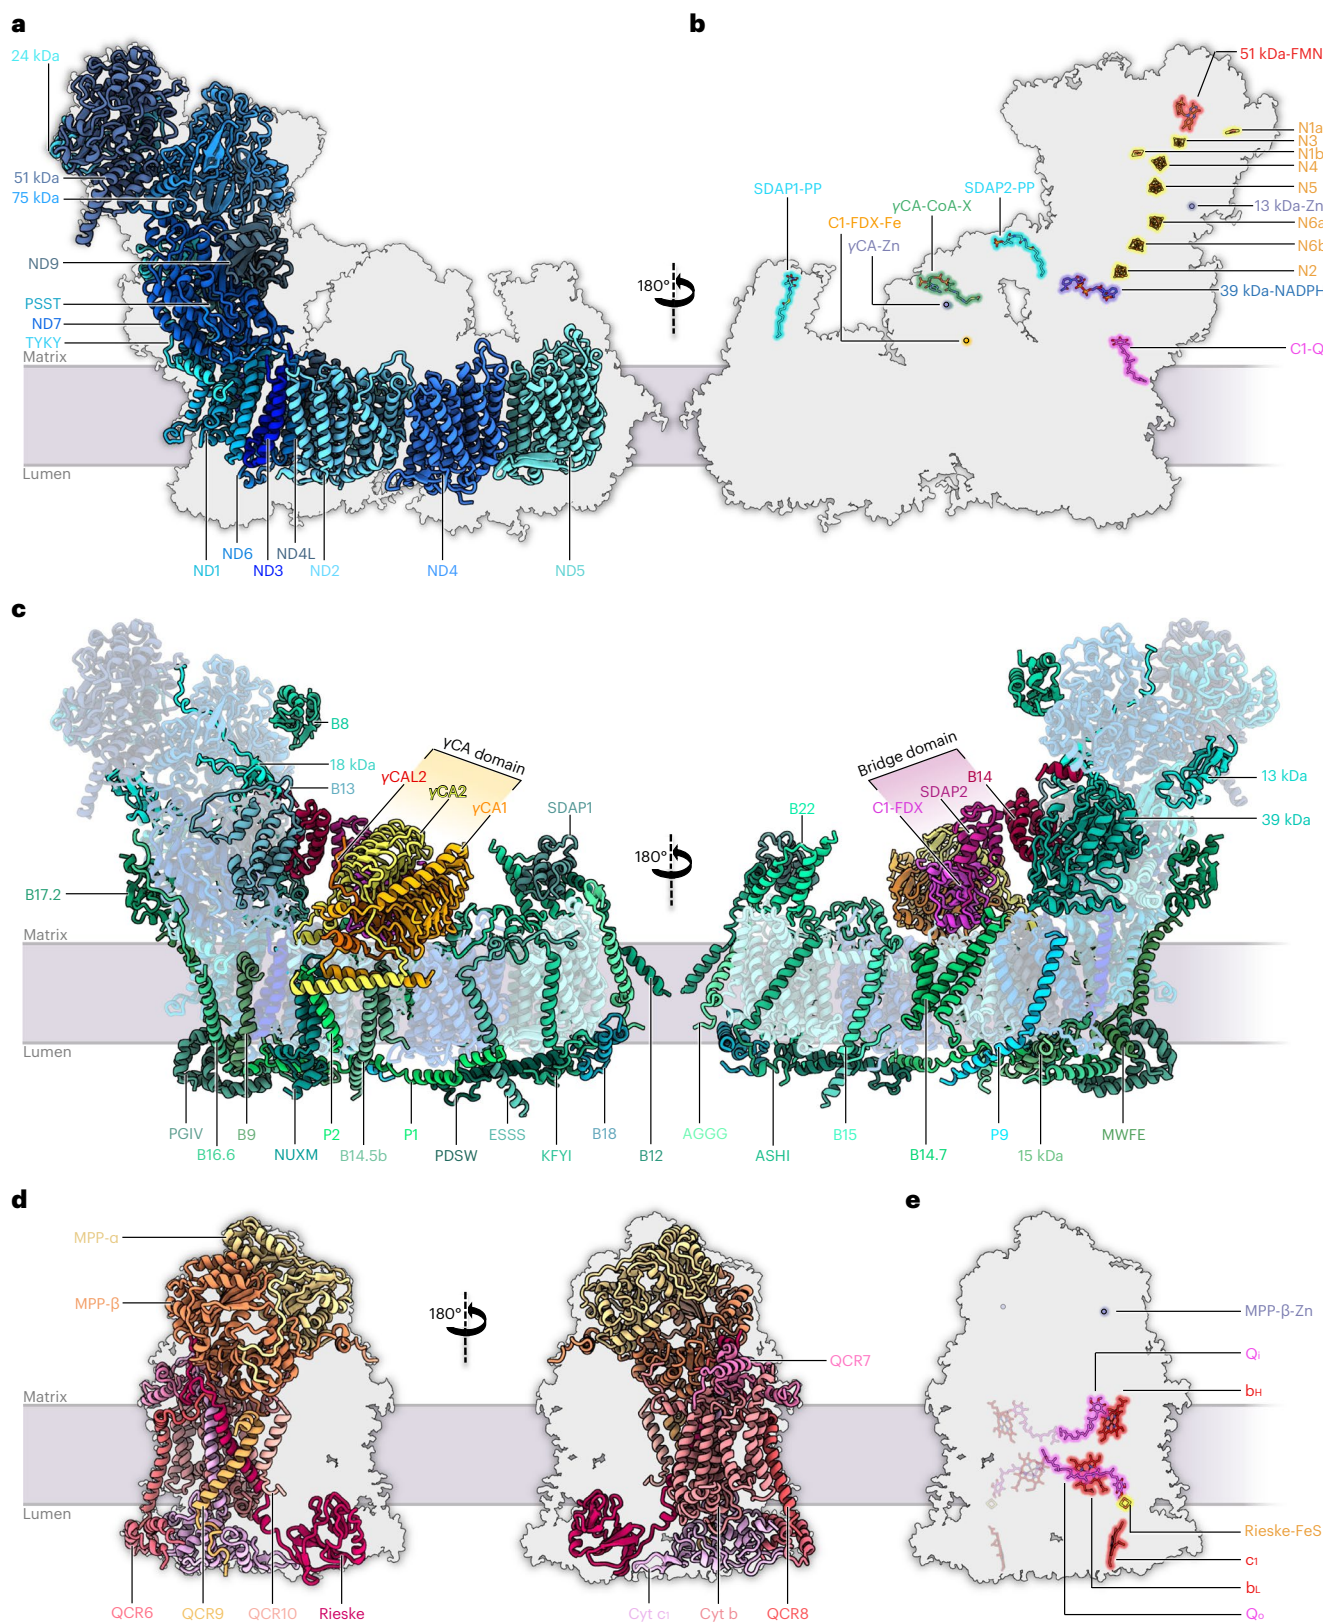 a
24 kDa
51 kDa
75 kDa
ND9
PSST
ND7
TYKY
Matrix
Lumen
ND6
ND4L
ND1
ND3
ND2
ND4
ND5
180°
b
51 kDa-FMN
N1a
N3
N1b
N4
N5
13 kDa-Zn
N6a
N6b
N2
39 kDa-NADPH
C1-Q
SDAP1-PP
SDAP2-PP
γCA-CoA-X
C1-FDX-Fe
γCA-Zn
c
B8
18 kDa
B13
γCA domain
γCAL2
γCA2
γCA1
SDAP1
B17.2
Matrix
Lumen
PGIV
B9
P2
P1
ESSS
B18
B16.6
NUXM
B14.5b
PDSW
KFYI
B12
180°
B22
Bridge domain
B14
SDAP2
C1-FDX
13 kDa
39 kDa
AGGG
B15
P9
MWFE
ASHI
B14.7
15 kDa
d
MPP-α
MPP-β
180°
QCR7
Matrix
Lumen
QCR6
QCR9
QCR10
Rieske
Cyt c1
Cyt b
QCR8
e
MPP-β-Zn
Qi
bH
Rieske-FeS
c1
bL
Qo